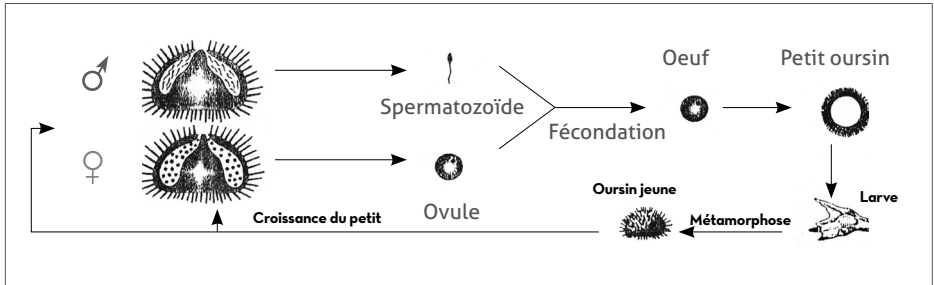 ♂
Spermatozoïde
Oeuf
Petit oursin
Fécondation
♀
Ovule
Oursin jeune
Larve
Métamorphose
Croissance du petit